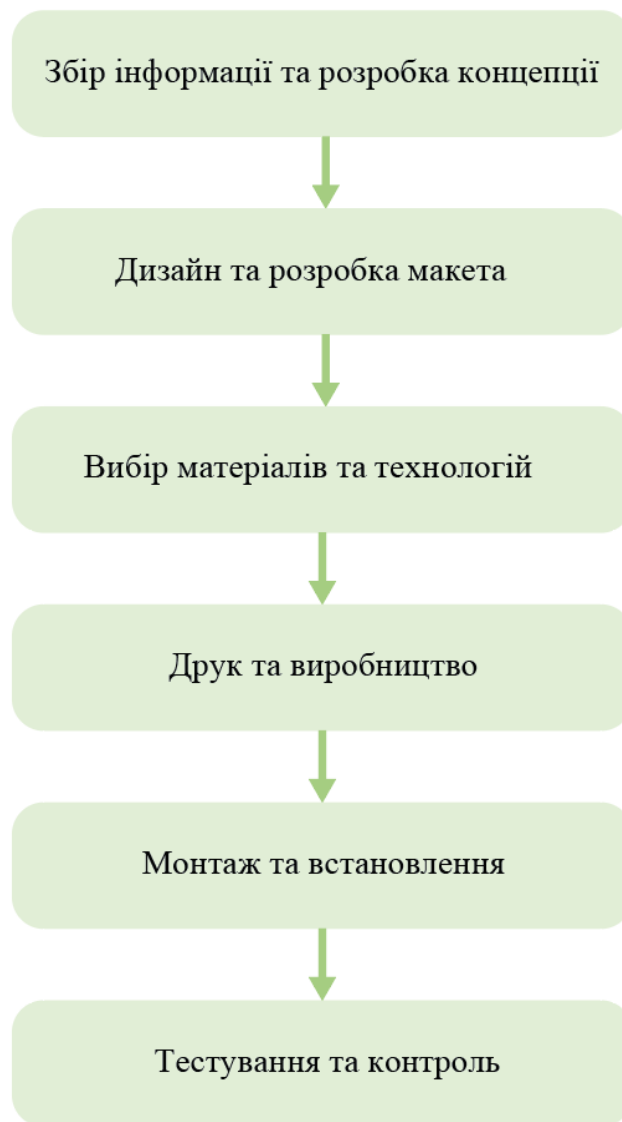 Збір інформації та розробка концепції
Дизайн та розробка макета
Вибір матеріалів та технологій
Друк та виробництво
Монтаж та встановлення
Тестування та контроль